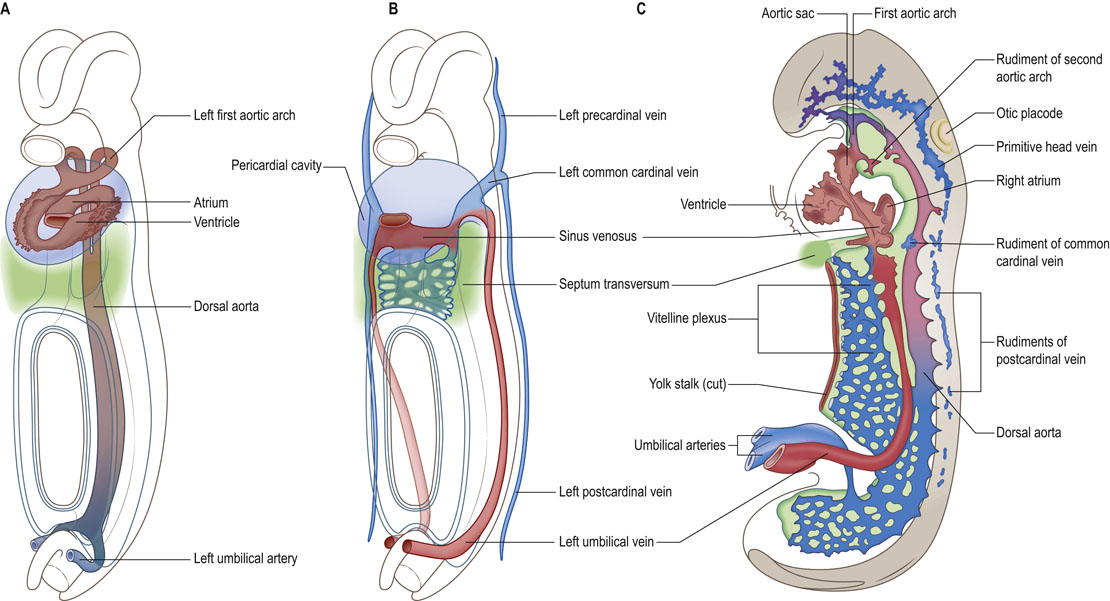 A
Left first aortic arch
Atrium
Ventricle
Dorsal aorta
Left umbilical artery
B
Pericardial cavity
Left precardinal vein
Left common cardinal vein
Sinus venosus
Septum transversum
Left postcardinal vein
Left umbilical vein
C
Aortic sac
First aortic arch
Rudiment of second
aortic arch
Otic placode
Primitive head vein
Right atrium
Ventricle
Rudiment of common
cardinal vein
Vitelline plexus
Rudiments of
postcardinal vein
Yolk stalk (cut)
Dorsal aorta
Umbilical arteries